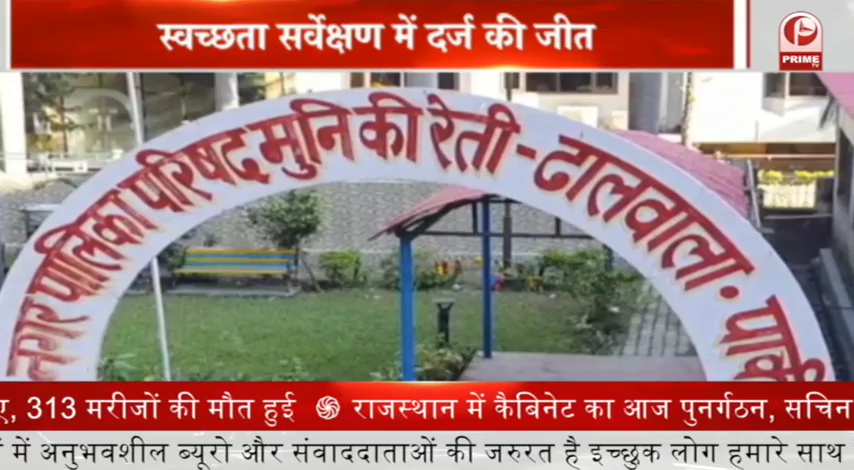 स्वच्छता सर्वेक्षण में दर्ज की जीत
PRIME
TV
नगर पालिका परिषद मुनि की रेती - ढालवाला • पार्क
ए, 313 मरीजों की मौत हुई राजस्थान में कैबिनेट का आज पुनर्गठन, सचिन
में अनुभवशील ब्यूरो और संवाददाताओं की जरुरत है इच्छुक लोग हमारे साथ